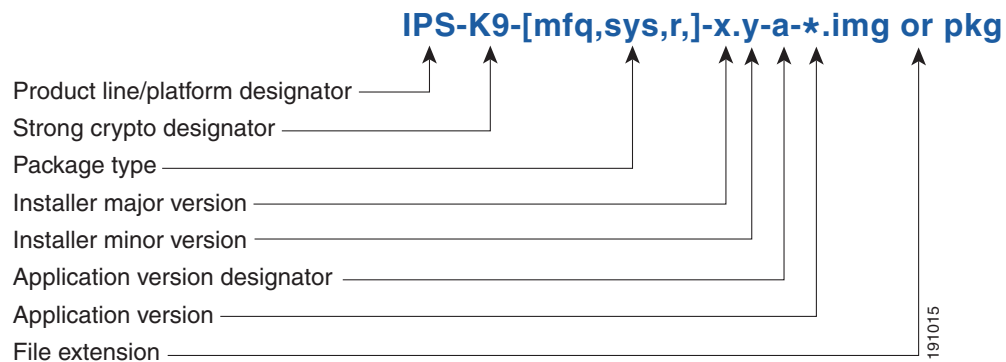 IPS-K9-[mfq,sys,r,]-x.y-a-*.img or pkg
Product line/platform designator
Strong crypto designator
Package type
Installer major version
Installer minor version
Application version designator
Application version
File extension
191015